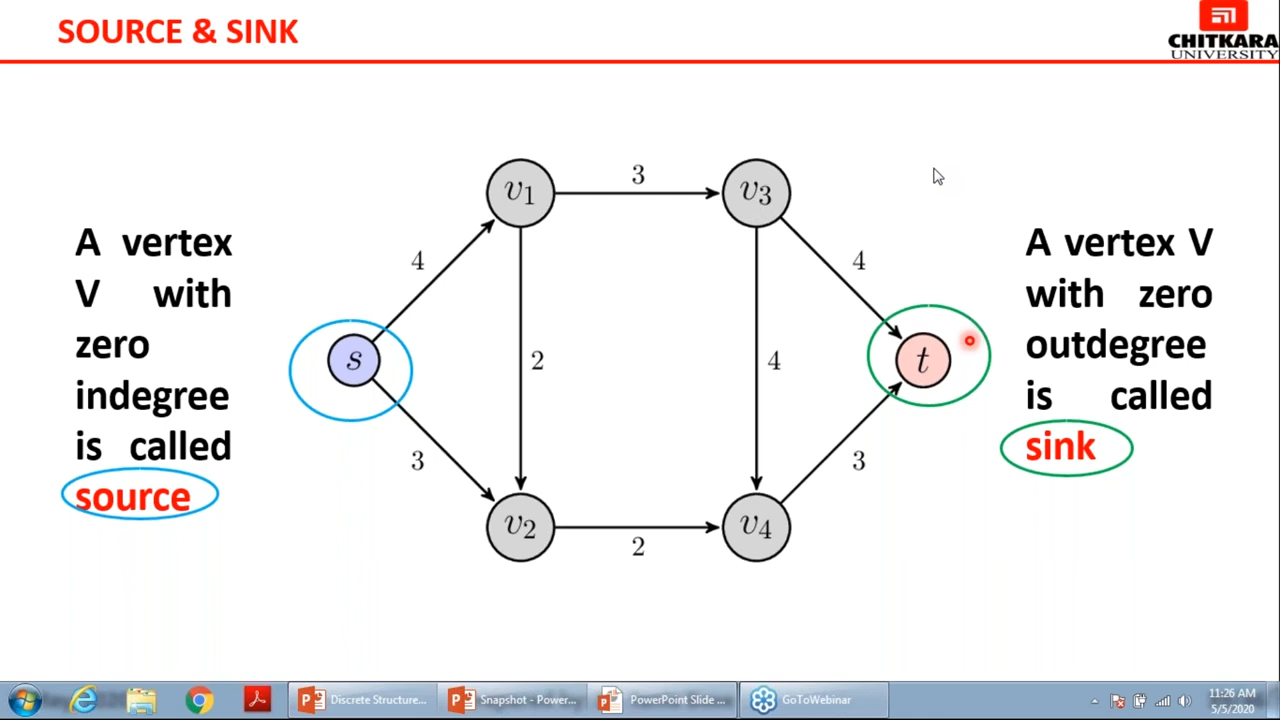 SOURCE & SINK
CHITKARA
UNIVERSITY
A vertex
V with
zero
indegree
is called
source
v1
3
v3
4
4
s
2
4
t
3
3
v2
2
v4
A vertex V
with zero
outdegree
is called
sink
Discrete Structure...
Snapshot - Power...
PowerPoint Slide ...
GoToWebinar
11:26 AM
5/5/2020